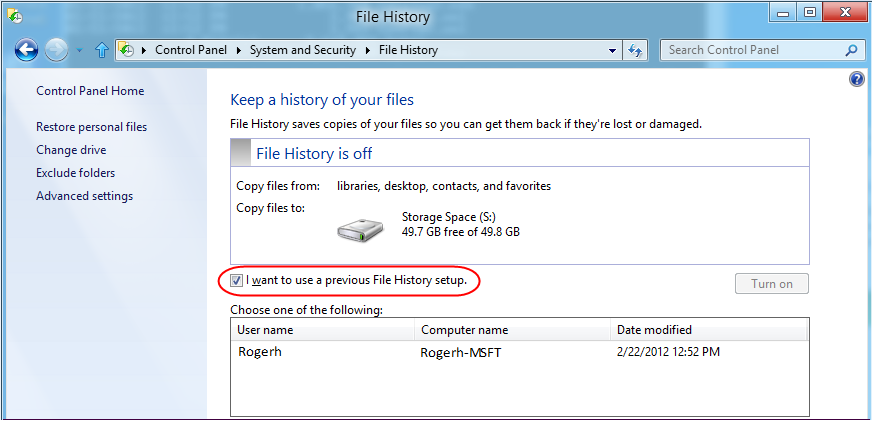 File History
Control Panel System and Security File History
Search Control Panel
Control Panel Home
Restore personal files
Change drive
Exclude folders
Advanced settings
Keep a history of your files
File History saves copies of your files so you can get them back if they're lost or damaged.
File History is off
Copy files from: libraries, desktop, contacts, and favorites
Copy files to:
Storage Space (S:)
49.7 GB free of 49.8 GB
I want to use a previous File History setup.
Turn on
Choose one of the following:
User name Computer name Date modified
Rogerh Rogerh-MSFT 2/22/2012 12:52 PM